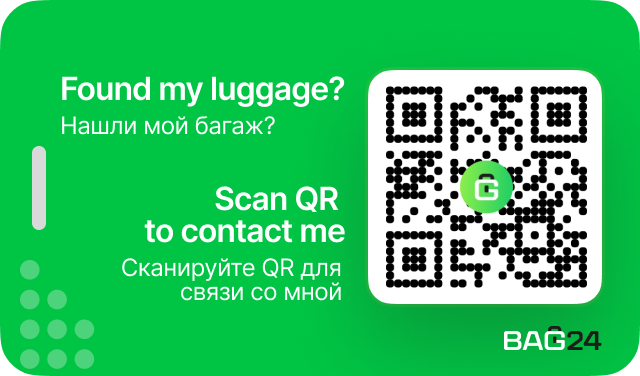 Found my luggage?
Нашли мой багаж?
Scan QR
to contact me
Сканируйте QR для
связи со мной
BAG24